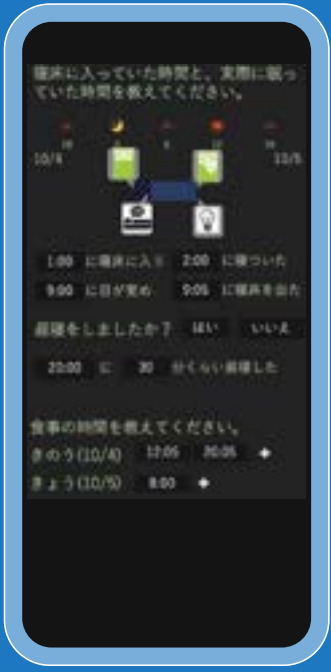 寝床に入っていた時間と、実際に眠っ
ていた時間を教えてください。
18 0 6 12 18
10/4 10/5
1:00 に寝床に入り 2:00 に寝ついた
9:00 に目が覚め 9:05 に寝床を出た
昼寝をしましたか? はい いいえ
20:00 に 30 分くらい昼寝した
食事の時間を教えてください。
きのう(10/4) 12:05 20:05 +
きょう(10/5) 8:00 +